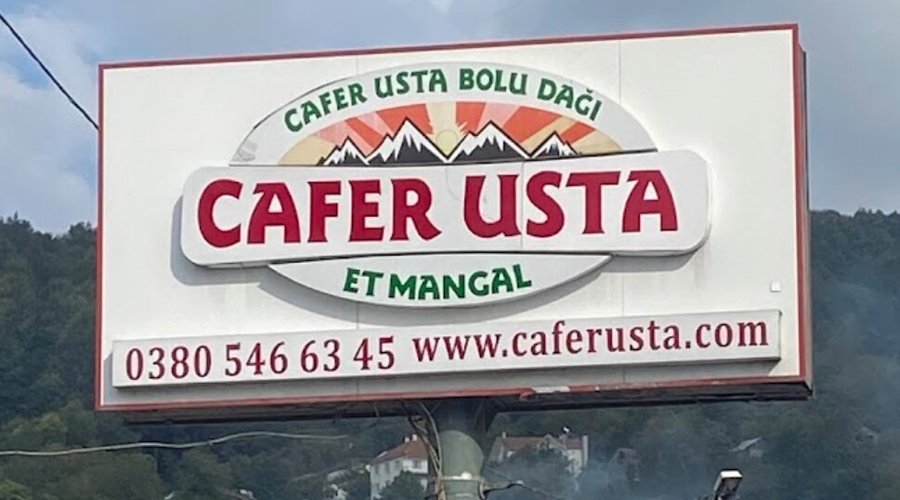 CAFER USTA BOLU DAĞI
CAFER USTA
ET MANGAL
0380 546 63 45 www.caferusta.com